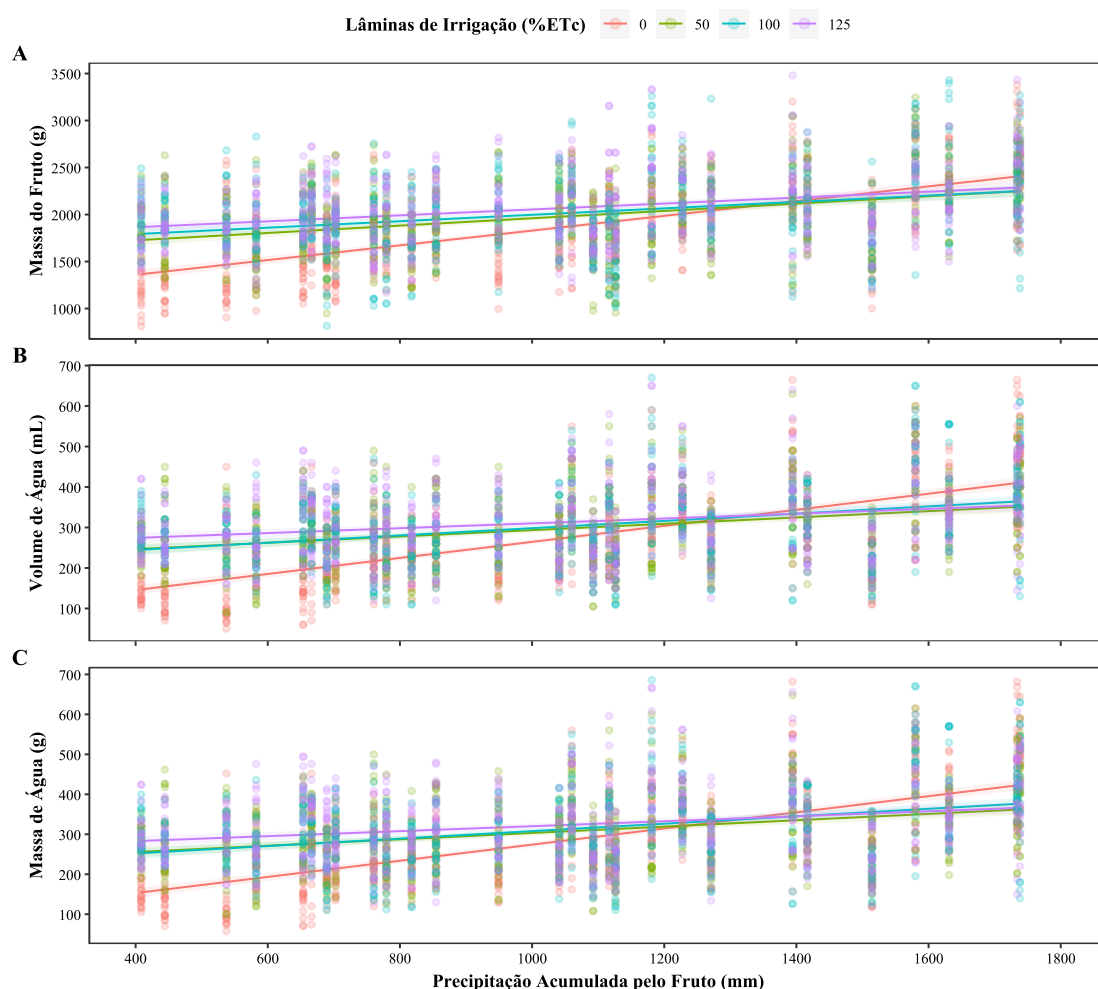 Lâminas de Irrigação (%ETc) 0 50 100 125
A
Massa do Fruto (g)
3500
3000
2500
2000
1500
1000
B
Volume de Água (mL)
700
600
500
400
300
200
100
C
Massa de Água (g)
700
600
500
400
300
200
100
400 600 800 1000 1200 1400 1600 1800
Precipitação Acumulada pelo Fruto (mm)